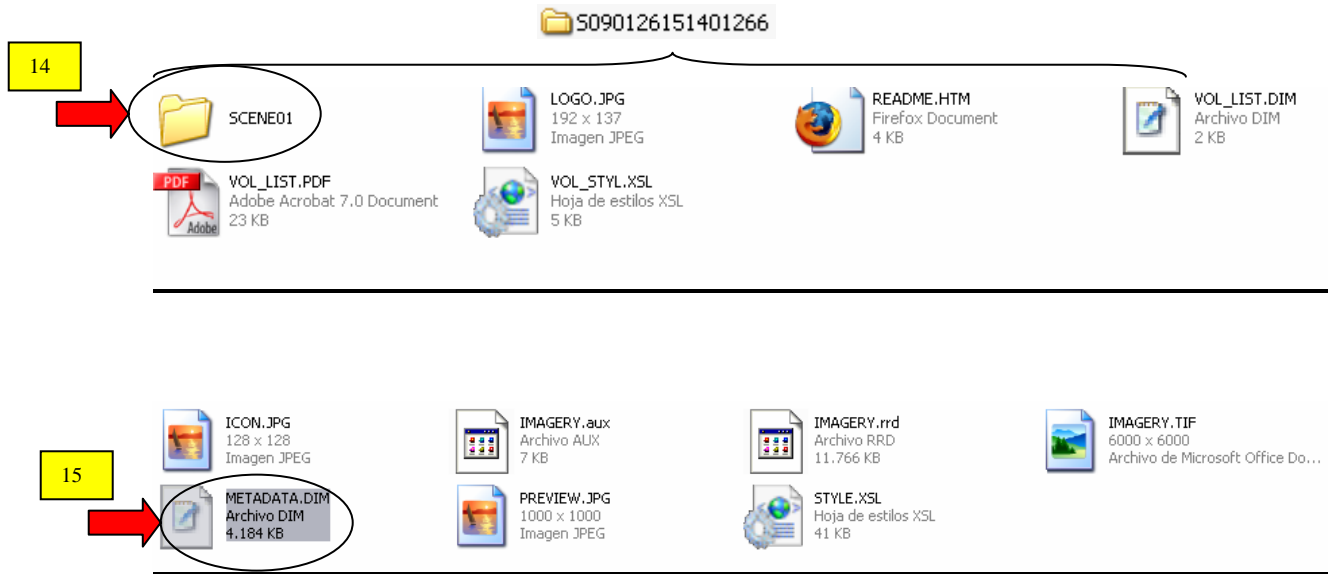 S090126151401266
14
SCENE01
LOGO.JPG
192 x 137
Imagen JPEG
README.HTM
Firefox Document
4 KB
VOL_LIST.DIM
Archivo DIM
2 KB
PDF
Adobe
VOL_LIST.PDF
Adobe Acrobat 7.0 Document
23 KB
VOL_STYL.XSL
Hoja de estilos XSL
5 KB
ICON.JPG
128 x 128
Imagen JPEG
IMAGERY.aux
Archivo AUX
7 KB
IMAGERY.rrd
Archivo RRD
11.766 KB
IMAGERY.TIF
6000 x 6000
Archivo de Microsoft Office Do...
15
METADATA.DIM
Archivo DIM
4.184 KB
PREVIEW.JPG
1000 x 1000
Imagen JPEG
STYLE.XSL
Hoja de estilos XSL
41 KB